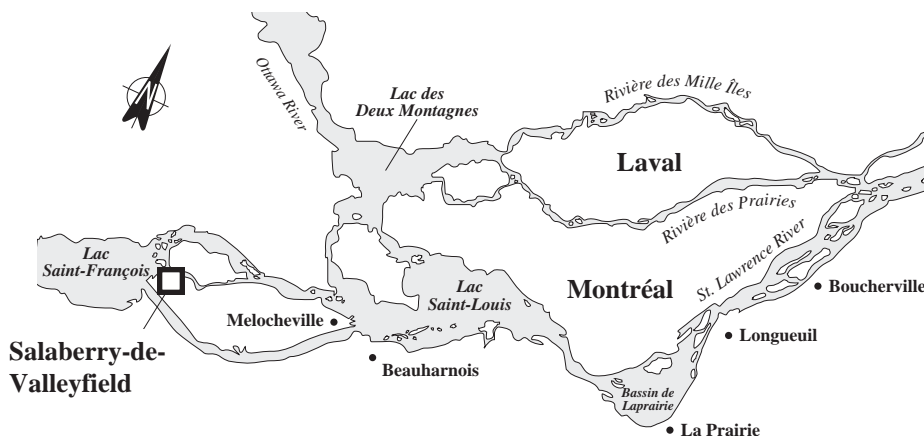 N
Ottawa River
Lac des
Deux Montagnes
Rivière des Mille Îles
Laval
Rivière des Prairies
Lac
Saint-François
Lac
Saint-Louis
Montréal
St. Lawrence River
Boucherville
Melocheville
Longueuil
Salaberry-de-
Valleyfield
Beauharnois
Bassin de
Laprairie
La Prairie